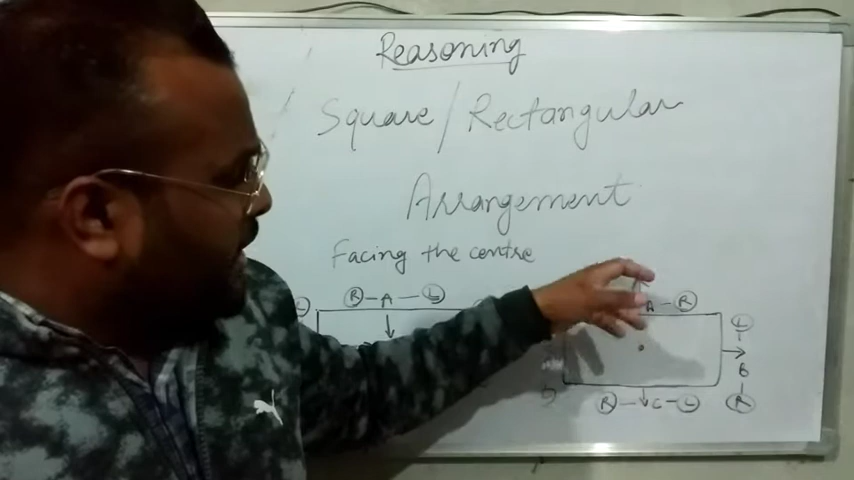 Reasoning
Square/Rectangular
Arrangement
Facing the centre
L R-A-L A-R
L
B
R
D R-C-L